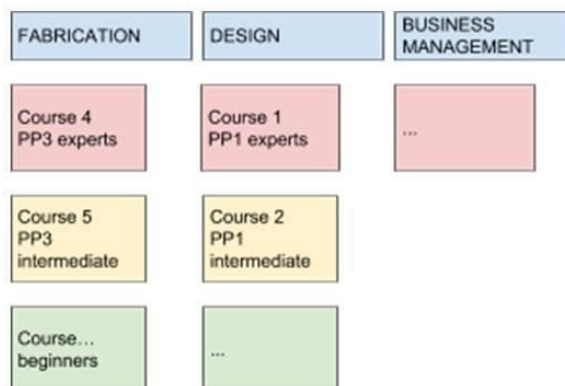 FABRICATION
DESIGN
BUSINESS
MANAGEMENT
Course 4
PP3 experts
Course 1
PP1 experts
...
Course 5
PP3
intermediate
Course 2
PP1
intermediate
Course...
beginners
...